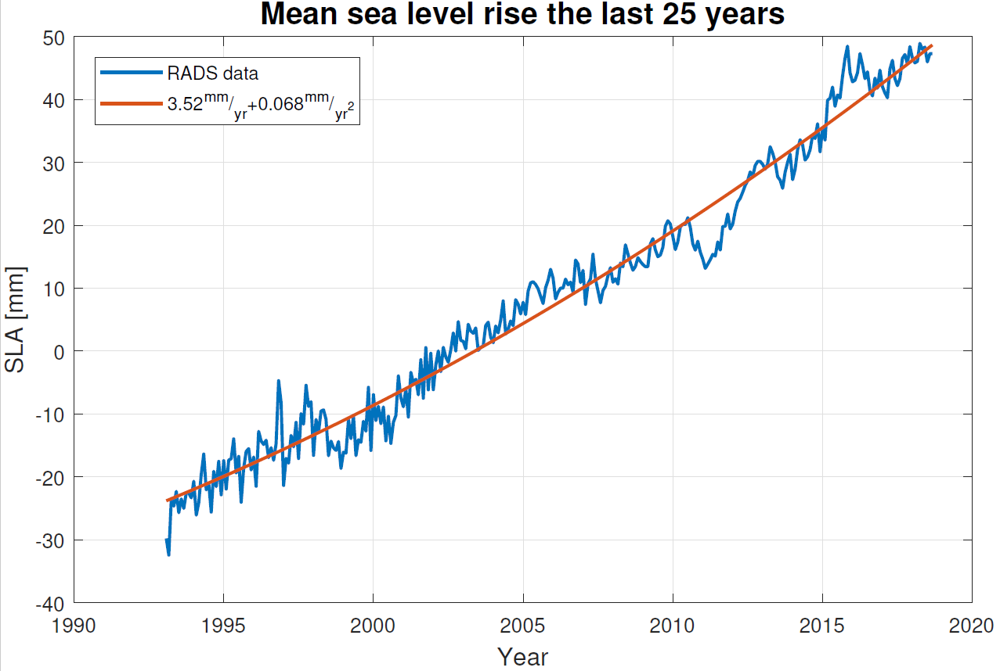 Mean sea level rise the last 25 years
50
RADS data
3.52mm/yr+0.068mm/yr2
40
30
20
10
0
-10
-20
-30
-40
SLA [mm]
1990 1995 2000 2005 2010 2015 2020
Year